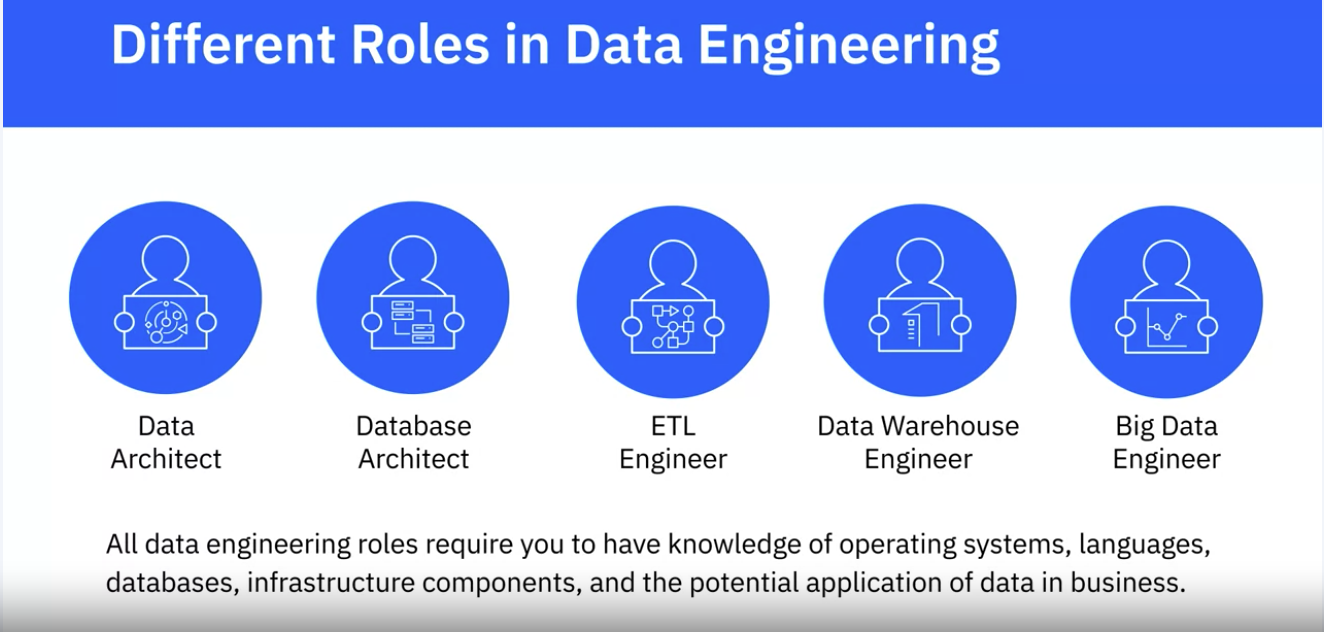 Different Roles in Data Engineering
Data
Architect
Database
Architect
ETL
Engineer
Data Warehouse
Engineer
Big Data
Engineer
All data engineering roles require you to have knowledge of operating systems, languages,
databases, infrastructure components, and the potential application of data in business.